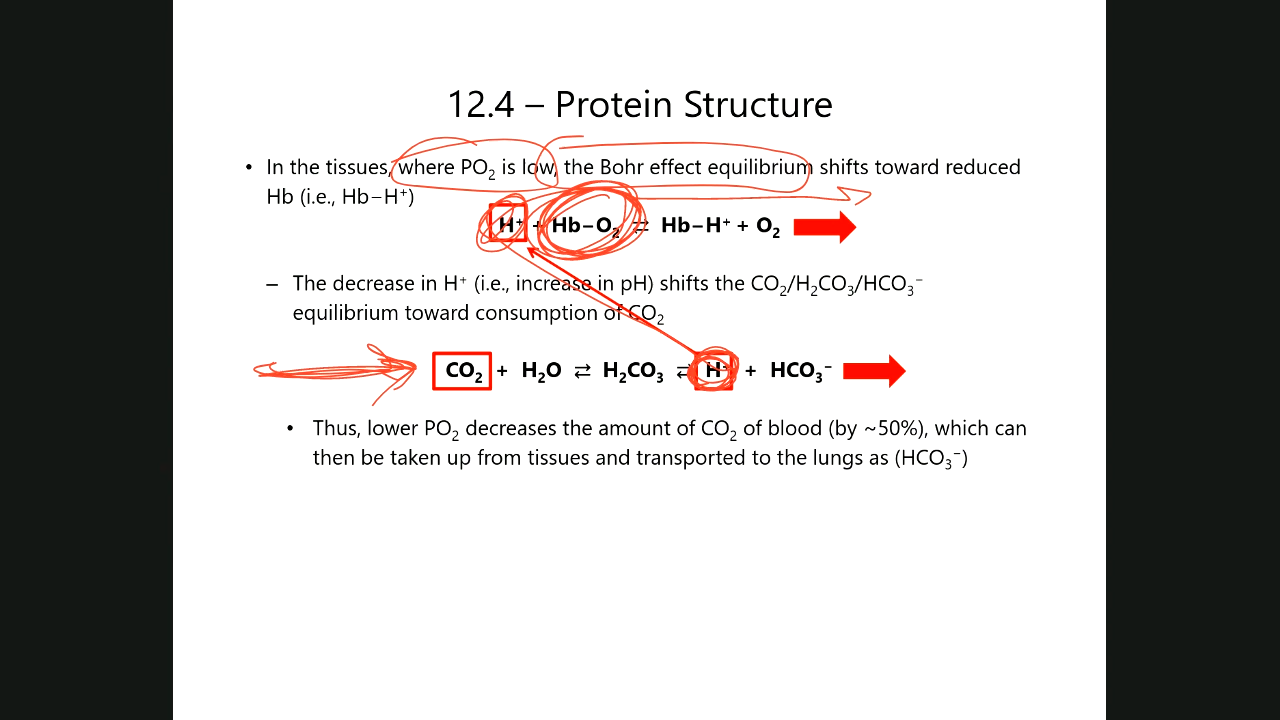 12.4 – Protein Structure
• In the tissues, where PO₂ is low, the Bohr effect equilibrium shifts toward reduced
Hb (i.e., Hb–H⁺)
H⁺ + Hb–O₂ ⇄ Hb–H⁺ + O₂
– The decrease in H⁺ (i.e., increase in pH) shifts the CO₂/H₂CO₃/HCO₃⁻
equilibrium toward consumption of CO₂
CO₂ + H₂O ⇄ H₂CO₃ ⇄ H⁺ + HCO₃⁻
• Thus, lower PO₂ decreases the amount of CO₂ of blood (by ~50%), which can
then be taken up from tissues and transported to the lungs as (HCO₃⁻)